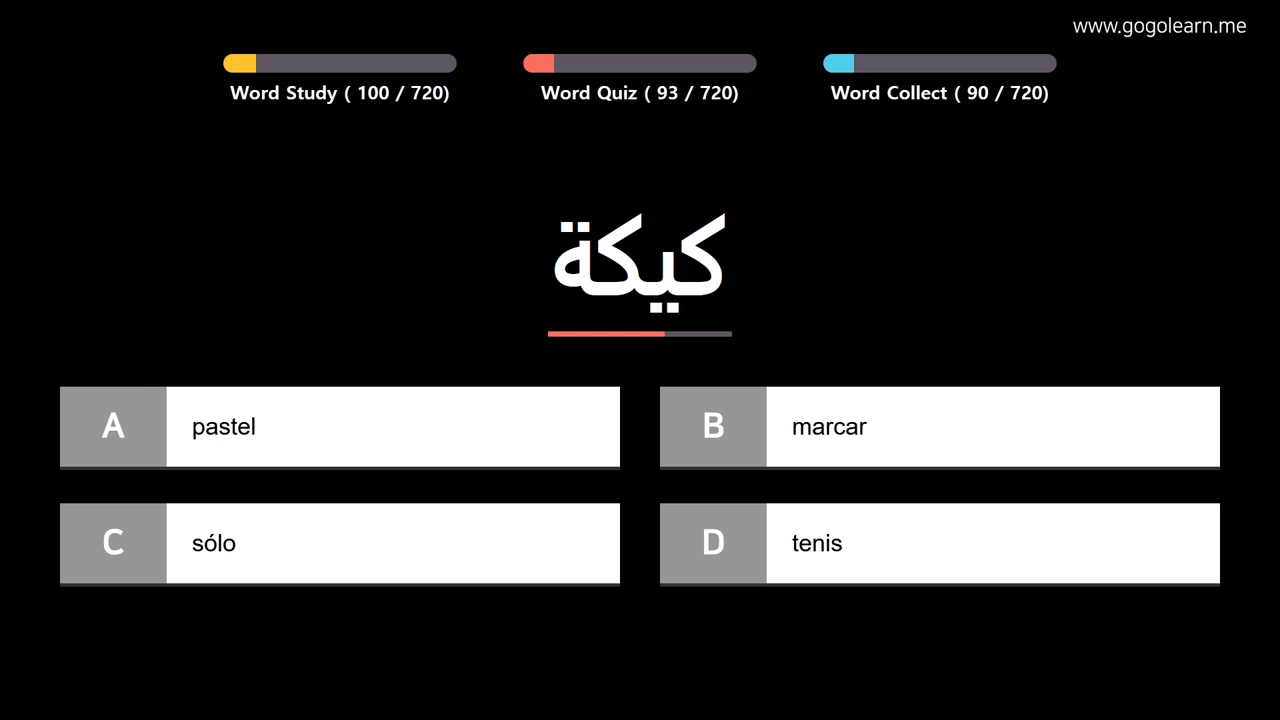 www.gogolearn.me
Word Study ( 100 / 720)
Word Quiz ( 93 / 720)
Word Collect ( 90 / 720)
كيكة
A pastel
B marcar
C sólo
D tenis